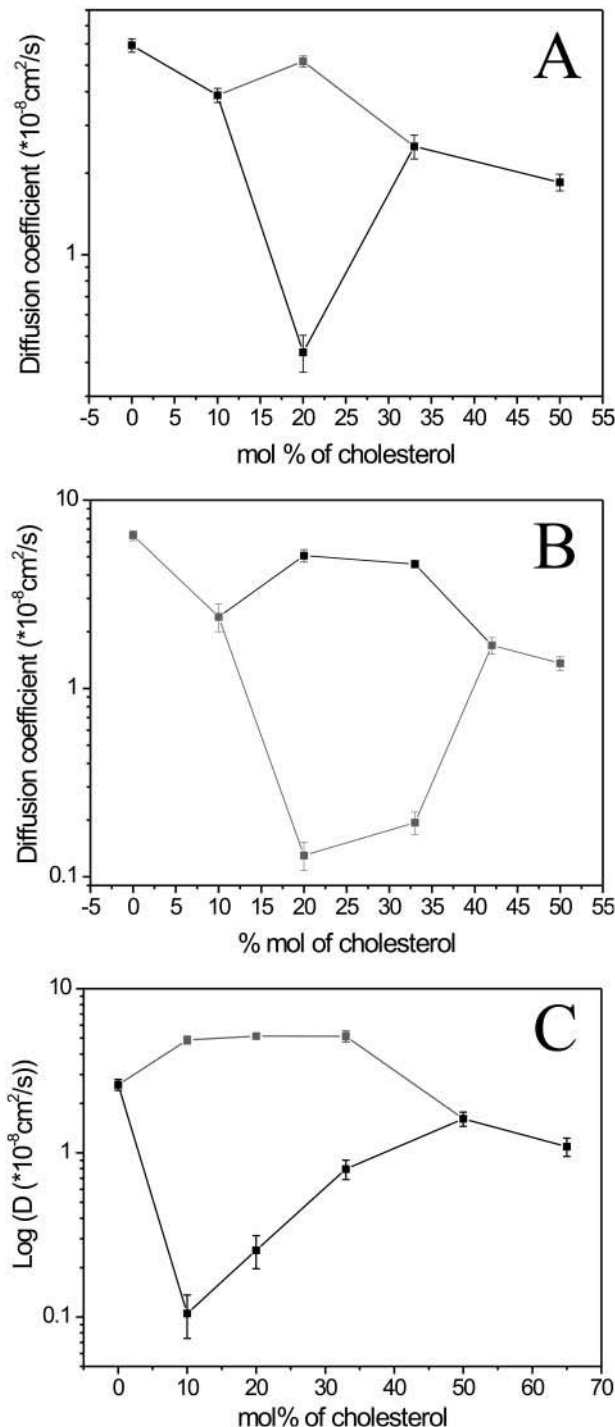 A
Diffusion coefficient (*10⁻⁸cm²/s)
1
-5 0 5 10 15 20 25 30 35 40 45 50 55
mol % of cholesterol
B
Diffusion coefficient (*10⁻⁸cm²/s)
10
1
0.1
-5 0 5 10 15 20 25 30 35 40 45 50 55
% mol of cholesterol
C
Log (D (*10⁻⁸cm²/s))
10
1
0.1
0 10 20 30 40 50 60 70
mol% of cholesterol